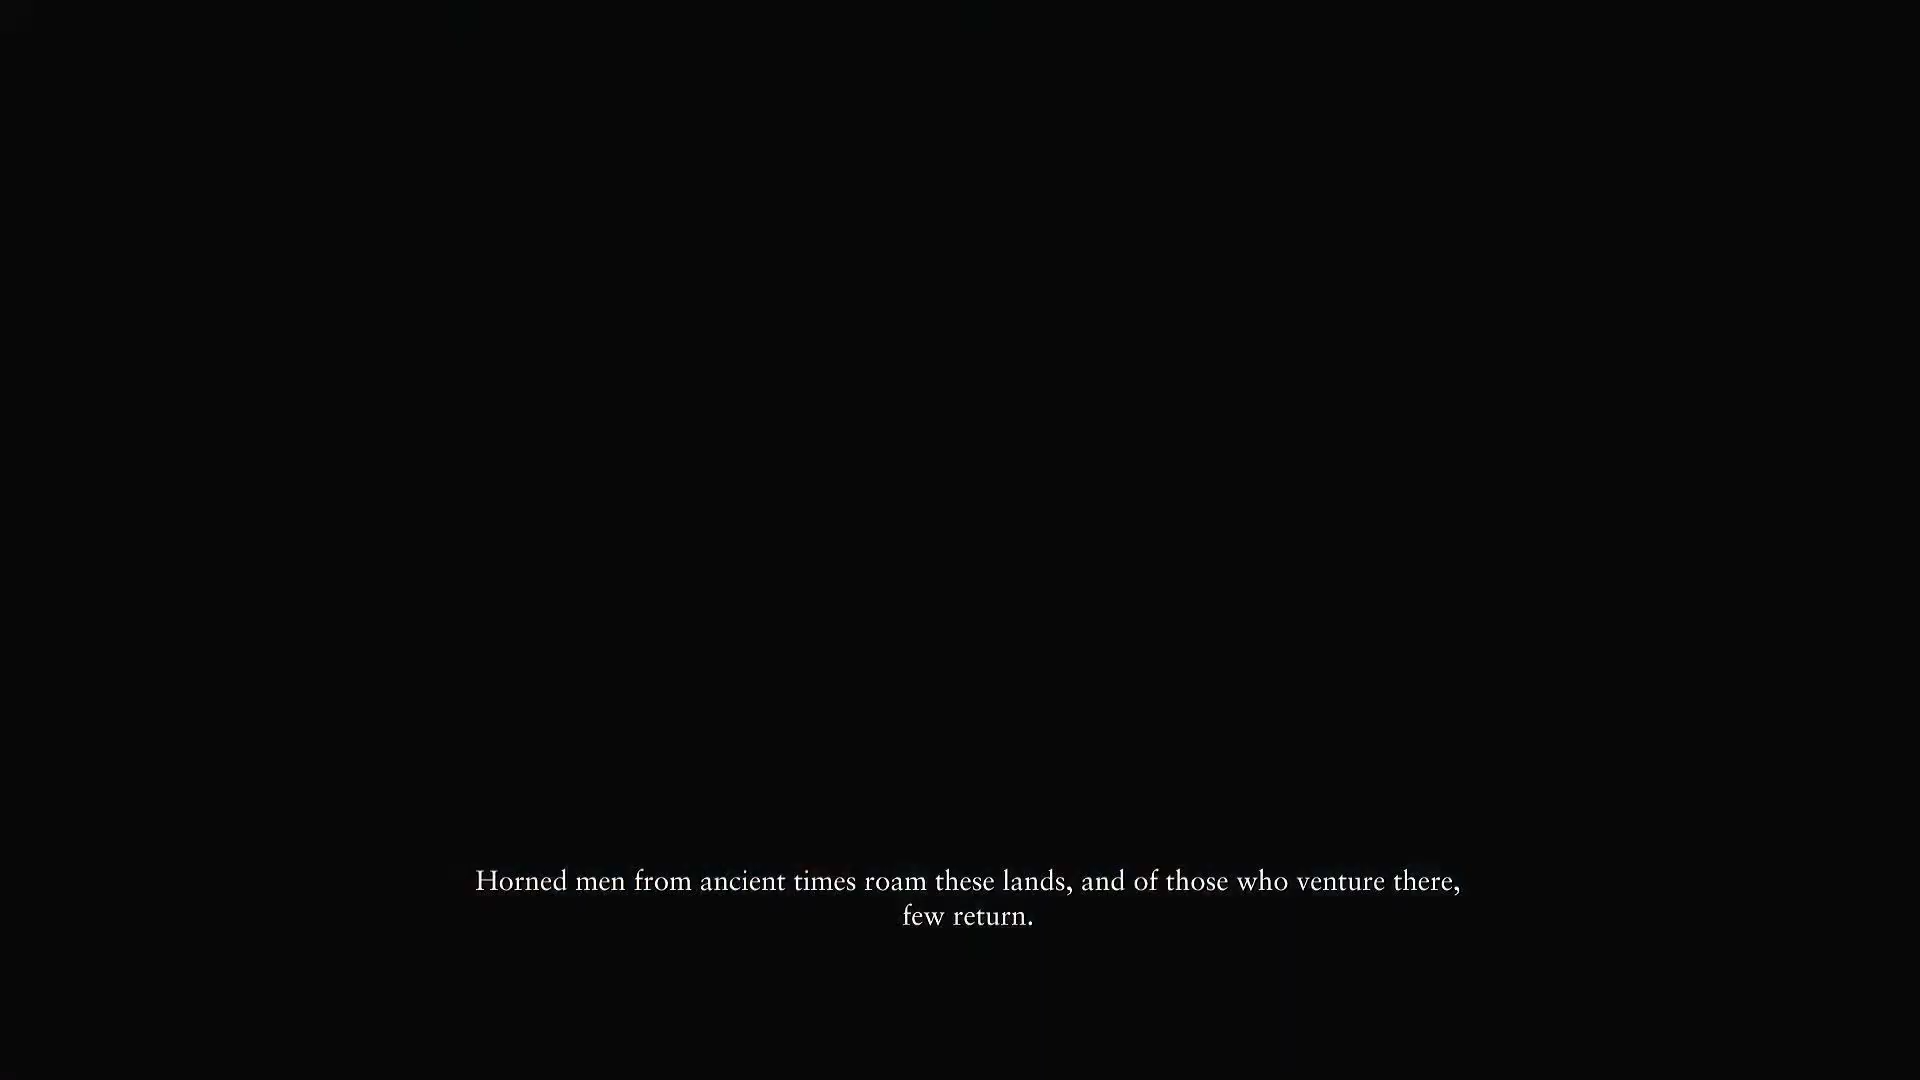 Horned men from ancient times roam these lands, and of those who venture there,
few return.